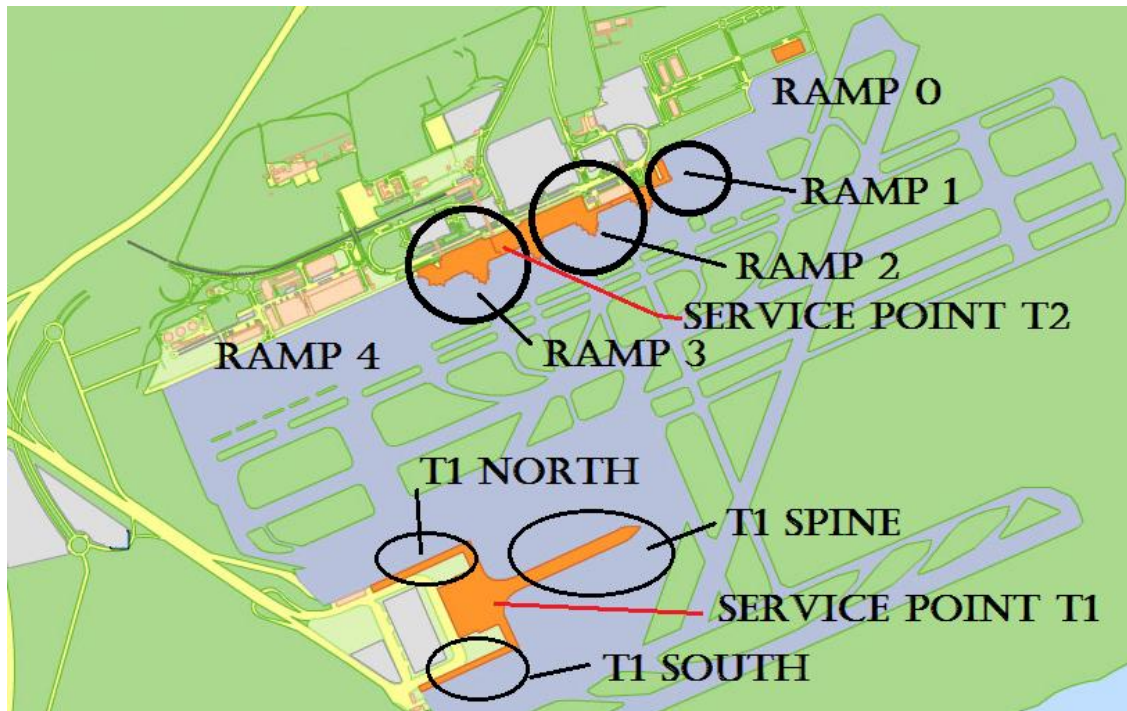 RAMP 0
RAMP 1
RAMP 2
SERVICE POINT T2
RAMP 3
RAMP 4
T1 NORTH
T1 SPINE
SERVICE POINT T1
T1 SOUTH